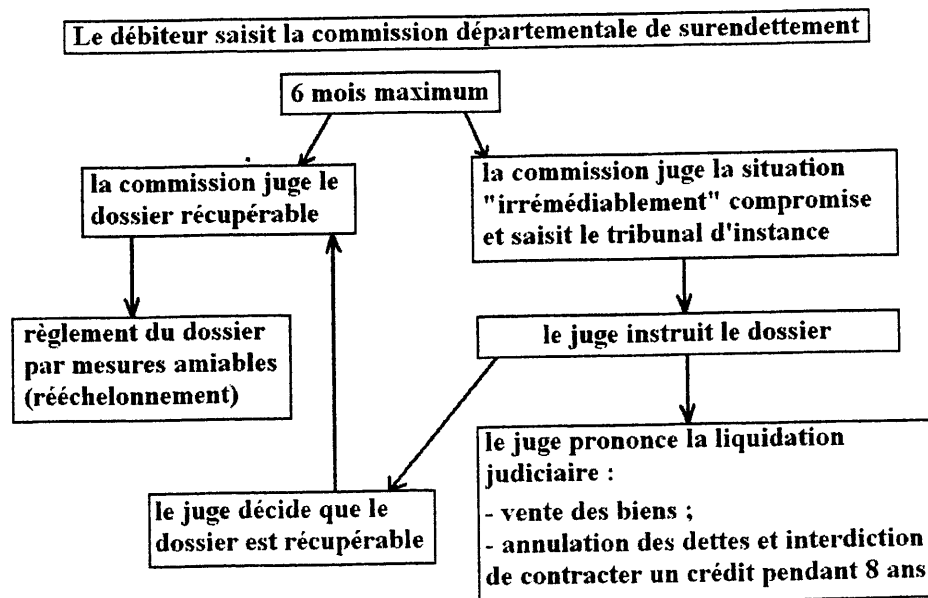 Le débiteur saisit la commission départementale de surendettement
6 mois maximum
la commission juge le
dossier récupérable
la commission juge la situation
"irrémédiablement" compromise
et saisit le tribunal d'instance
règlement du dossier
par mesures amiables
(rééchelonnement)
le juge instruit le dossier
le juge décide que le
dossier est récupérable
le juge prononce la liquidation
judiciaire :
- vente des biens ;
- annulation des dettes et interdiction
de contracter un crédit pendant 8 ans